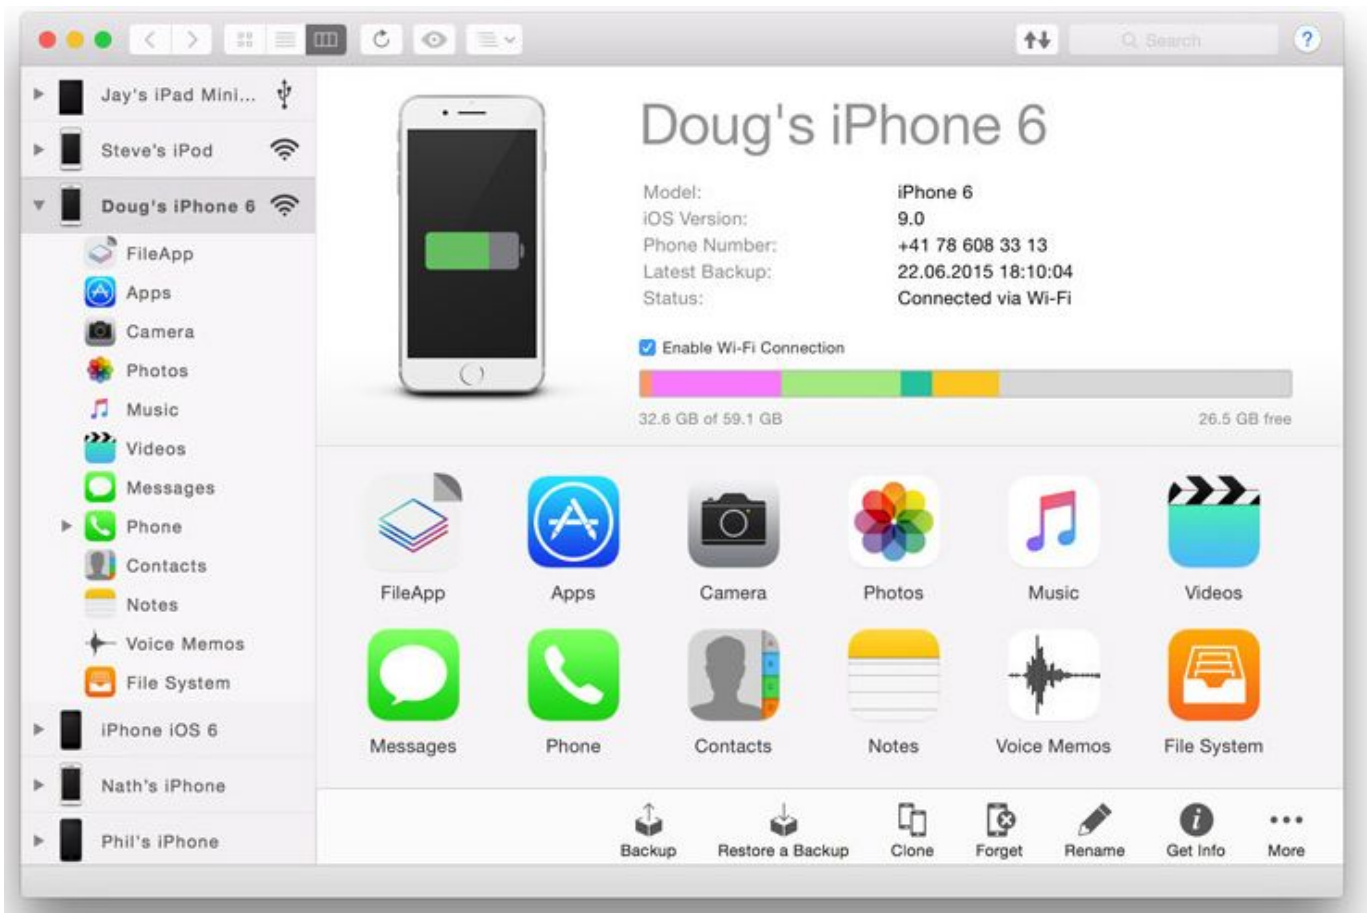 Search
?
Jay's iPad Mini...
Steve's iPod
Doug's iPhone 6
FileApp
Apps
Camera
Photos
Music
Videos
Messages
Phone
Contacts
Notes
Voice Memos
File System
iPhone iOS 6
Nath's iPhone
Phil's iPhone
Doug's iPhone 6
Model: iPhone 6
iOS Version: 9.0
Phone Number: +41 78 608 33 13
Latest Backup: 22.06.2015 18:10:04
Status: Connected via Wi-Fi
Enable Wi-Fi Connection
32.6 GB of 59.1 GB 26.5 GB free
FileApp Apps Camera Photos Music Videos
Messages Phone Contacts Notes Voice Memos File System
Backup Restore a Backup Clone Forget Rename Get Info More